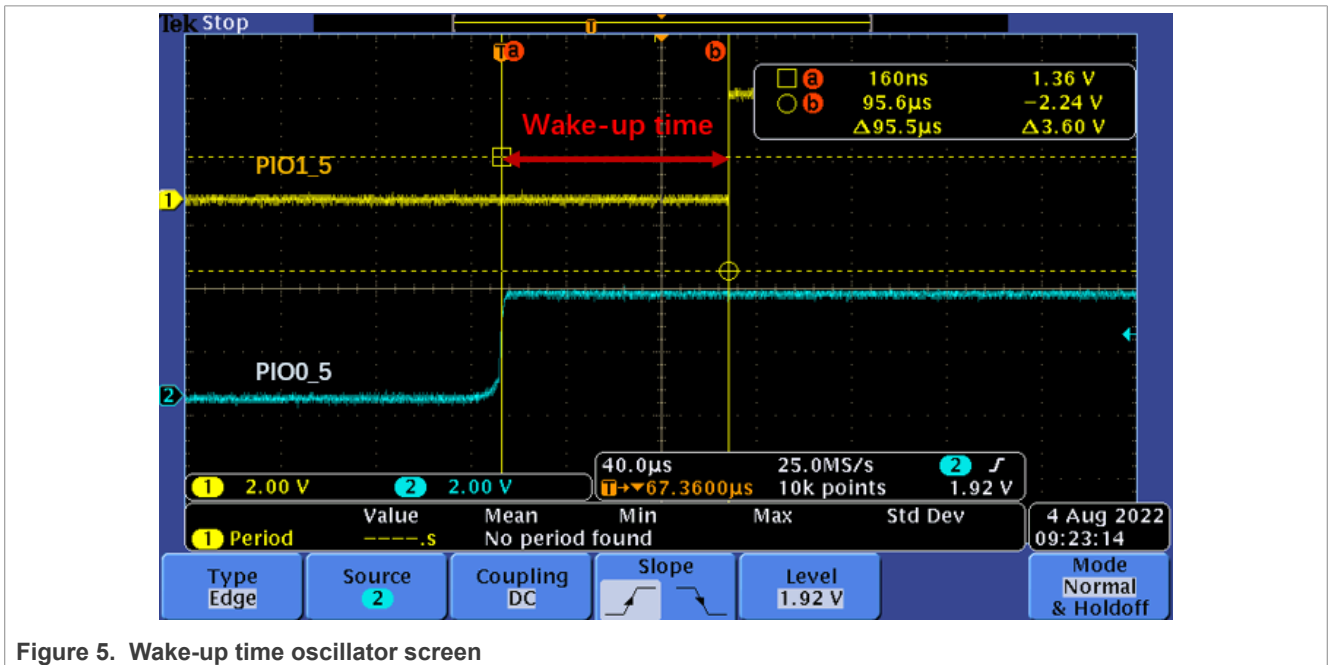 Tek Stop
T
T a b
a 160ns 1.36 V
b 95.6µs −2.24 V
Δ95.5µs Δ3.60 V
Wake-up time
PIO1_5
1
PIO0_5
2
1 2.00 V 2 2.00 V
40.0µs 25.0MS/s 2
T→▼67.3600µs 10k points 1.92 V
Value Mean Min Max Std Dev
1 Period ----.s No period found
4 Aug 2022
09:23:14
Type
Edge
Source
2
Coupling
DC
Slope
Level
1.92 V
Mode
Normal
& Holdoff
Figure 5. Wake-up time oscillator screen